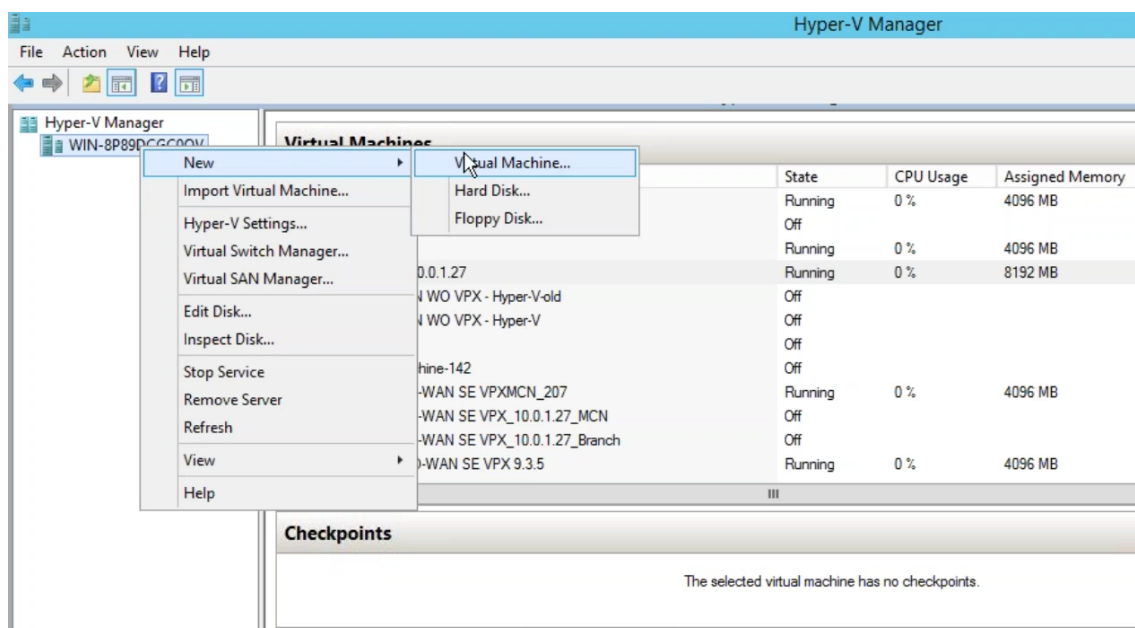 Hyper-V Manager
File Action View Help
Hyper-V Manager
WIN-8P89DCGC0OV
Virtual Machines
New
Import Virtual Machine...
Hyper-V Settings...
Virtual Switch Manager...
Virtual SAN Manager...
Edit Disk...
Inspect Disk...
Stop Service
Remove Server
Refresh
View
Help
Virtual Machine...
Hard Disk...
Floppy Disk...
State CPU Usage Assigned Memory
Running 0 % 4096 MB
Off
Running 0 % 4096 MB
0.0.1.27 Running 0 % 8192 MB
WO VPX - Hyper-V-old Off
WO VPX - Hyper-V Off
Off
hine-142 Off
-WAN SE VPXMCN_207 Running 0 % 4096 MB
-WAN SE VPX_10.0.1.27_MCN Off
-WAN SE VPX_10.0.1.27_Branch Off
-WAN SE VPX 9.3.5 Running 0 % 4096 MB
Checkpoints
The selected virtual machine has no checkpoints.